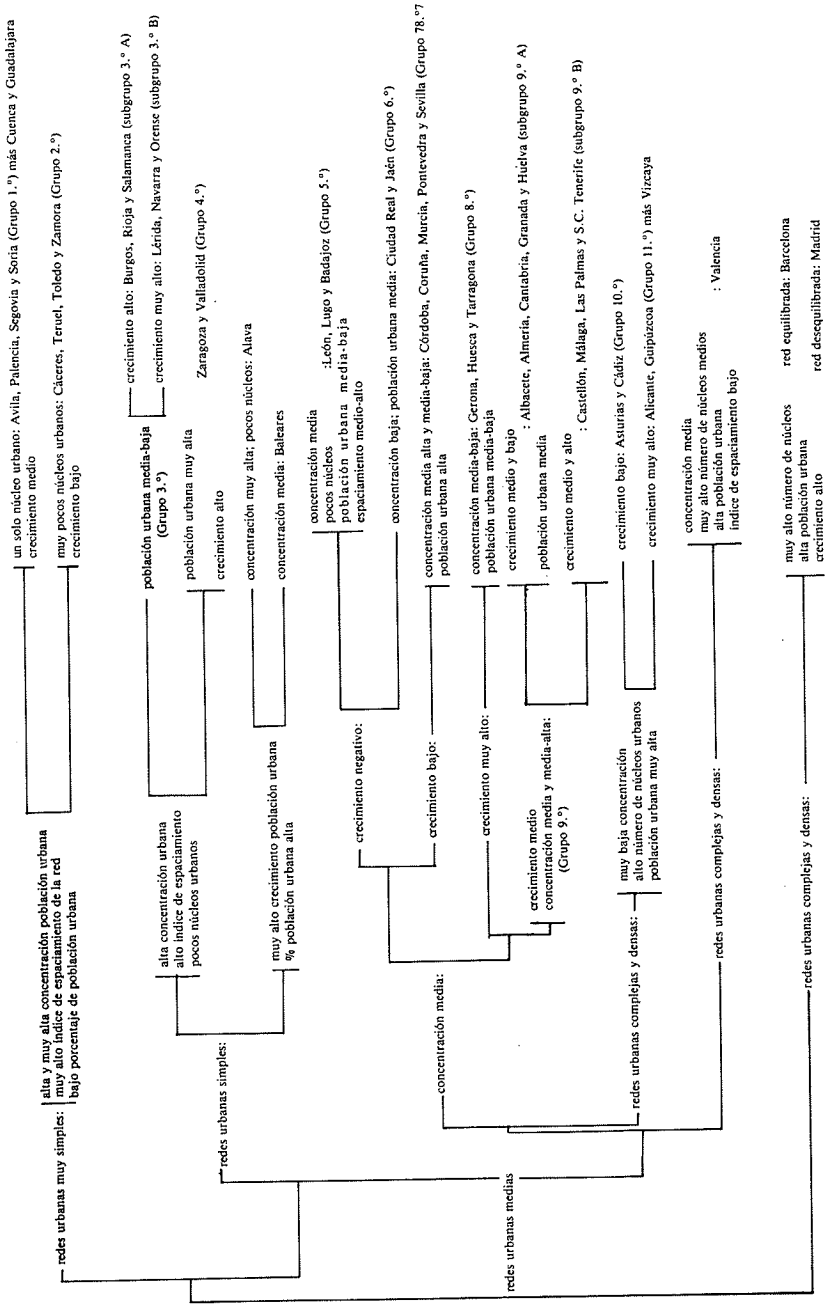 redes urbanas muy simples:
alta y muy alta concentración población urbana
muy alto índice de espaciamiento de la red
bajo porcentaje de población urbana
un solo núcleo urbano: Avila, Palencia, Segovia y Soria (Grupo 1.º) más Cuenca y Guadalajara
crecimiento medio
muy pocos núcleos urbanos: Cáceres, Teruel, Toledo y Zamora (Grupo 2.º)
crecimiento bajo
redes urbanas simples:
alta concentración urbana
alto índice de espaciamiento
pocos núcleos urbanos
población urbana media-baja
(Grupo 3.º)
crecimiento alto: Burgos, Rioja y Salamanca (subgrupo 3.º A)
crecimiento muy alto: Lérida, Navarra y Orense (subgrupo 3.º B)
población urbana muy alta
Zaragoza y Valladolid (Grupo 4.º)
crecimiento alto
muy alto crecimiento población urbana
% población urbana alta
concentración muy alta; pocos núcleos: Alava
concentración media: Baleares
redes urbanas medias
concentración media:
crecimiento negativo:
concentración media
pocos núcleos :León, Lugo y Badajoz (Grupo 5.º)
población urbana media-baja
espaciamiento medio-alto
concentración baja; población urbana media: Ciudad Real y Jaén (Grupo 6.º)
crecimiento bajo:
concentración media alta y media-baja: Córdoba, Coruña, Murcia, Pontevedra y Sevilla (Grupo 78.º7
población urbana alta
crecimiento muy alto:
concentración media-baja: Gerona, Huesca y Tarragona (Grupo 8.º)
población urbana media-baja
crecimiento medio
concentración media y media-alta:
(Grupo 9.º)
crecimiento medio y bajo
: Albacete, Almería, Cantabria, Granada y Huelva (subgrupo 9.º A)
población urbana media
crecimiento medio y alto
: Castellón, Málaga, Las Palmas y S.C. Tenerife (subgrupo 9.º B)
redes urbanas complejas y densas:
muy baja concentración
alto número de núcleos urbanos
población urbana muy alta
crecimiento bajo: Asturias y Cádiz (Grupo 10.º)
crecimiento muy alto: Alicante, Guipúzcoa (Grupo 11.º) más Vizcaya
redes urbanas complejas y densas:
concentración media
muy alto número de núcleos medios
alta población urbana : Valencia
índice de espaciamiento bajo
redes urbanas complejas y densas:
muy alto número de núcleos red equilibrada: Barcelona
alta población urbana
crecimiento alto red desequilibrada: Madrid